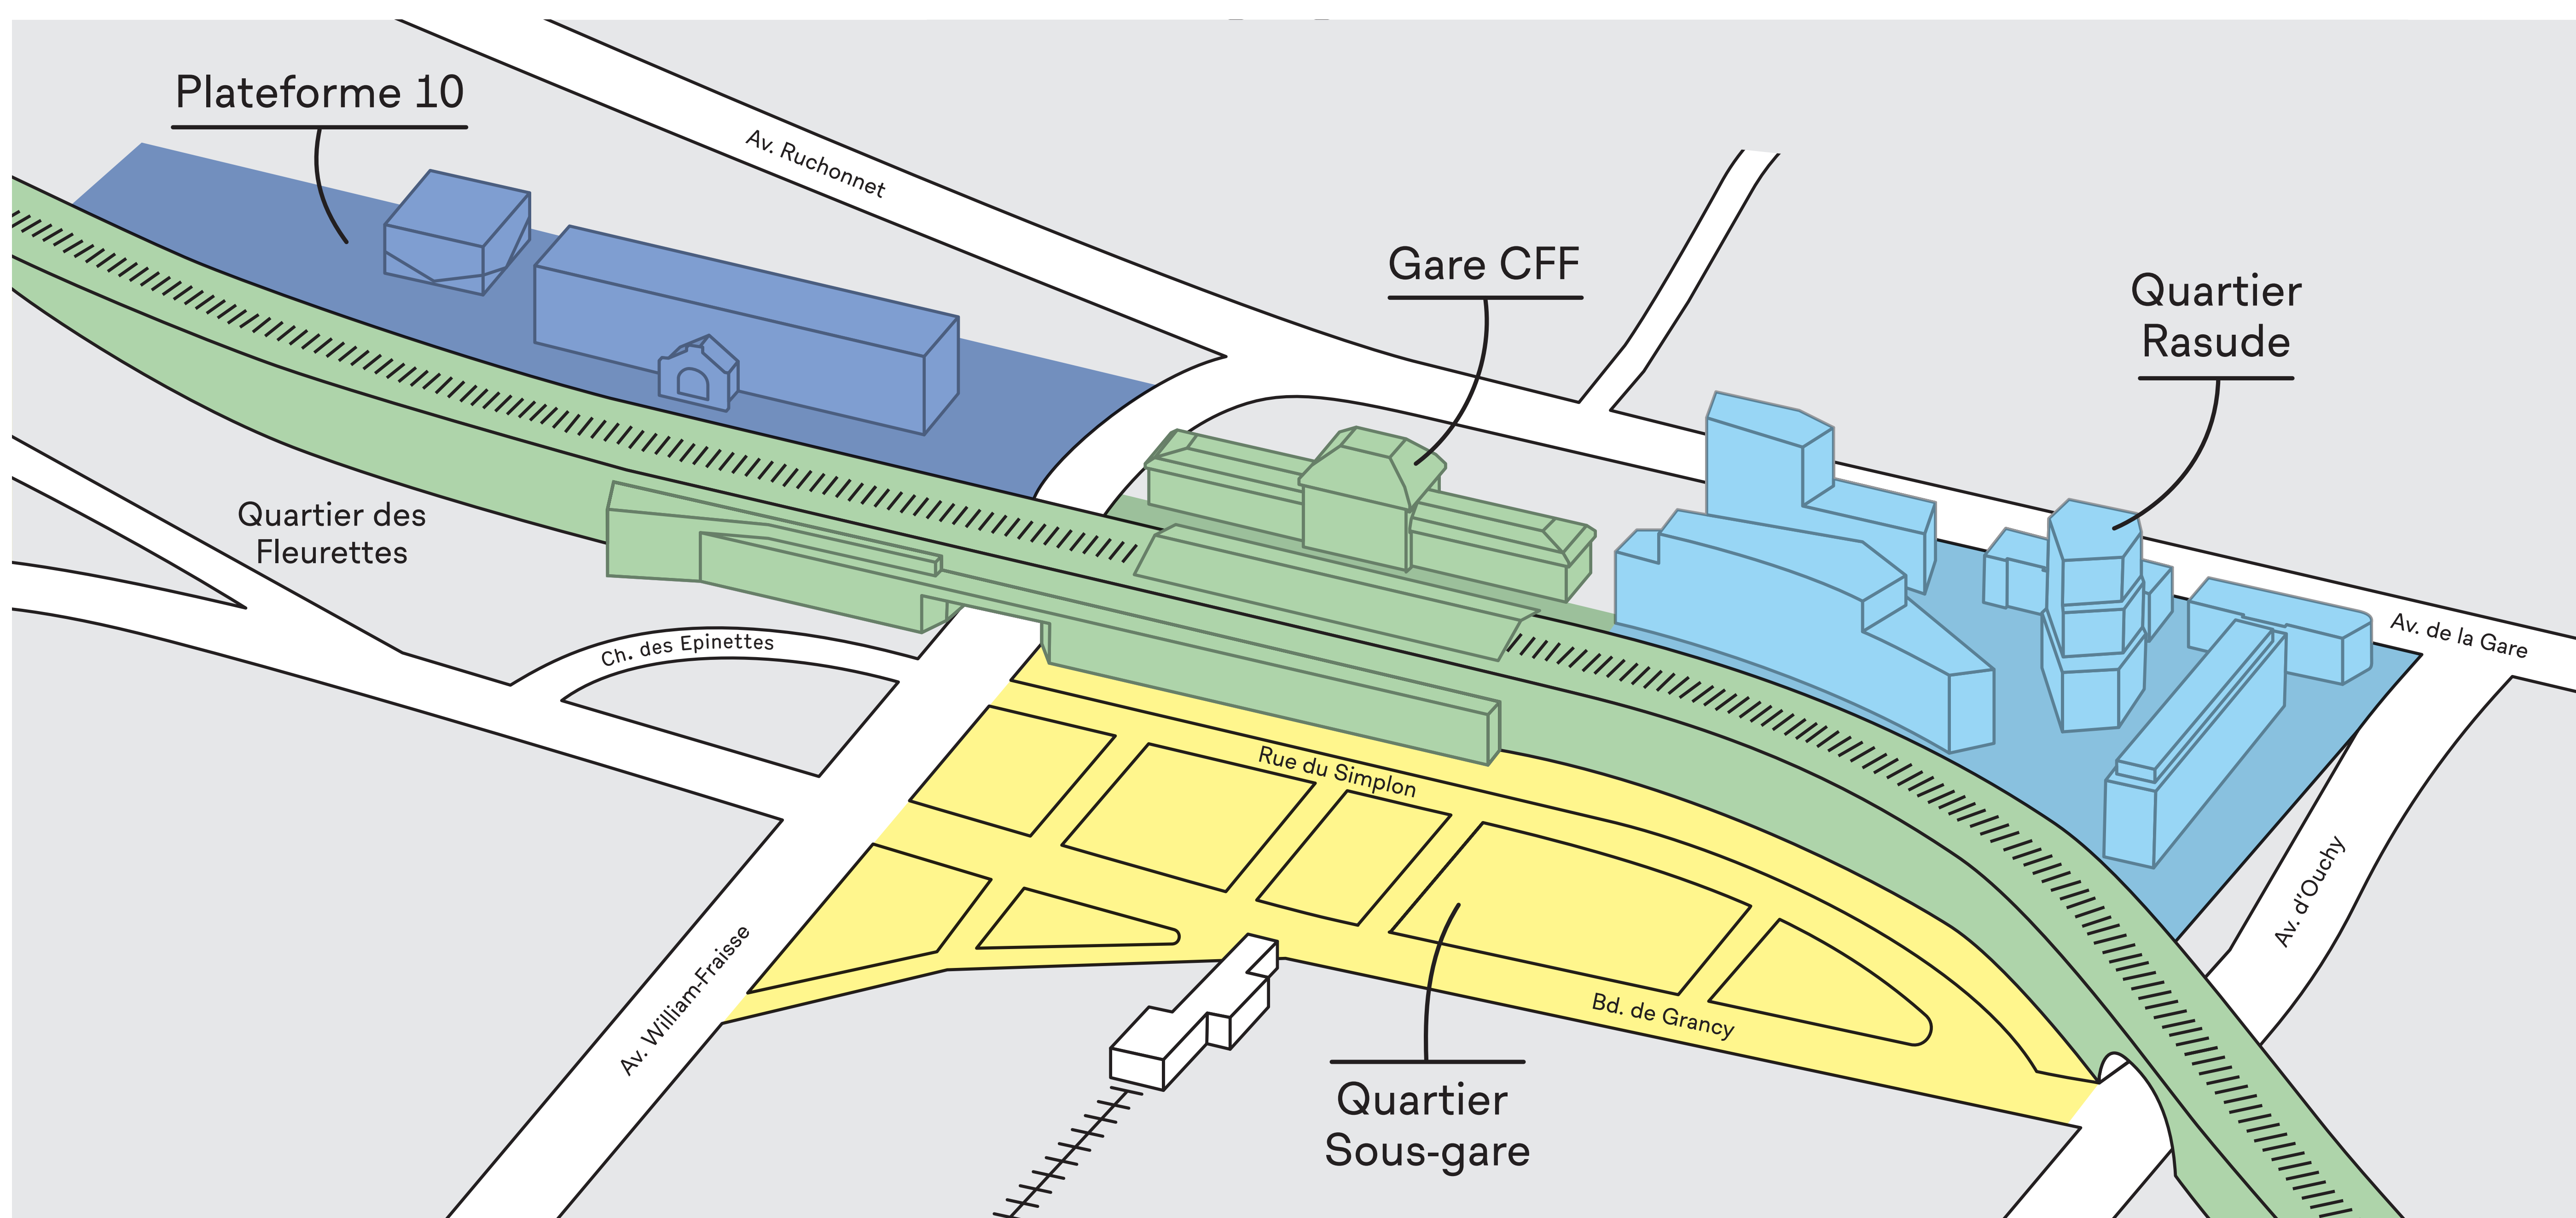 Plateforme 10
Av. Ruchonnet
Gare CFF
Quartier
Rasude
Quartier des
Fleurettes
Ch. des Epinettes
Av. de la Gare
Rue du Simplon
Av. d'Ouchy
Av. William-Fraisse
Bd. de Grancy
Quartier
Sous-gare